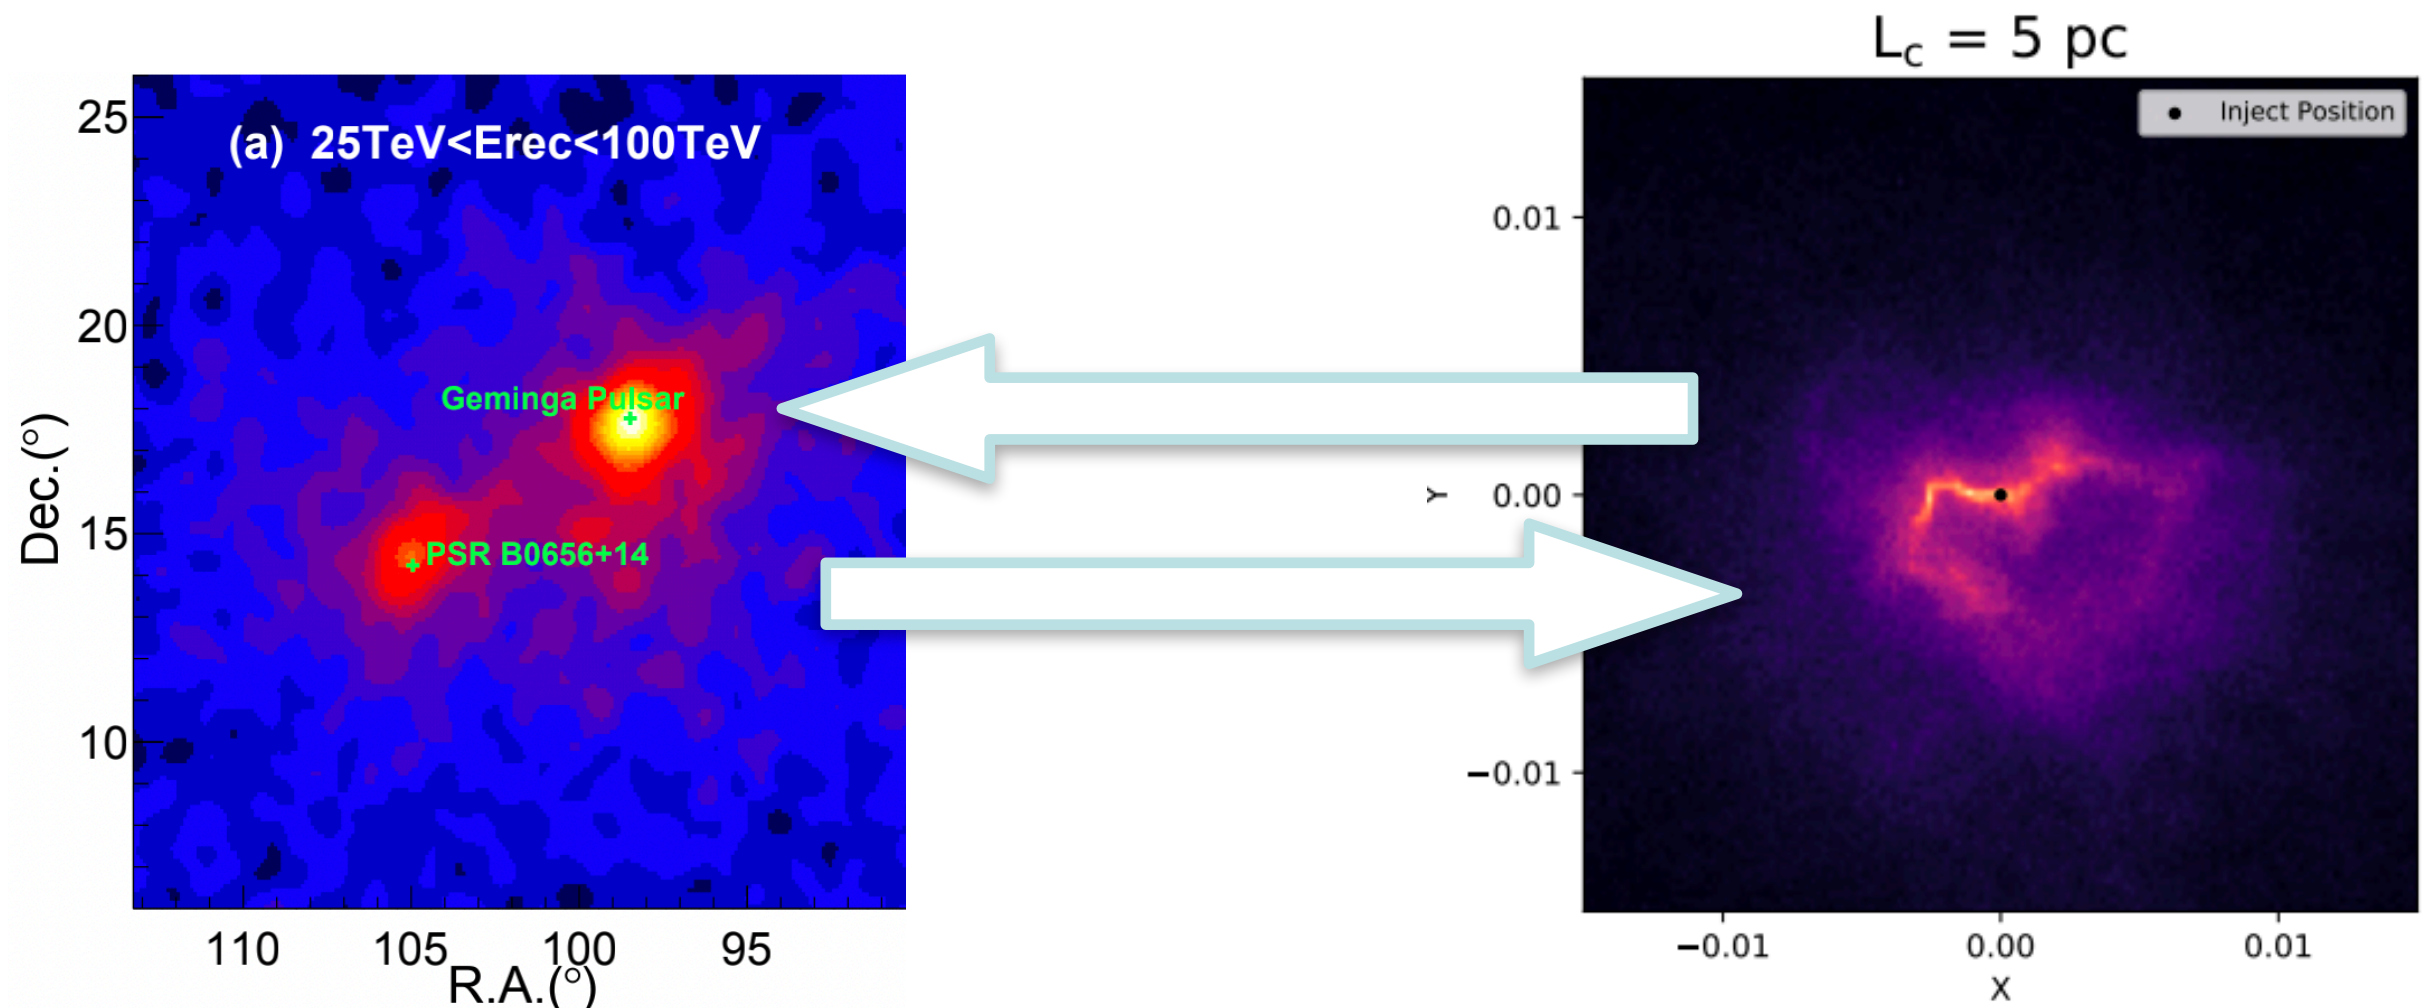 L_c = 5 pc
(a) 25TeV<Erec<100TeV
Inject Position
25
20
15
10
Dec.(°)
Geminga Pulsar
PSR B0656+14
110
105
100
95
R.A.(°)
0.01
0.00
−0.01
Y
−0.01
0.00
0.01
X